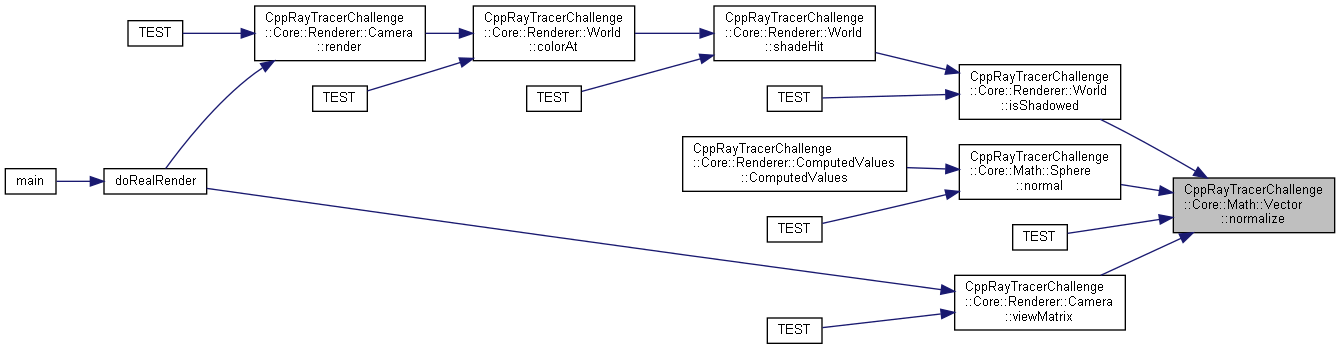 CppRayTracerChallenge
::Core::Renderer::Camera
::render
CppRayTracerChallenge
::Core::Renderer::World
::colorAt
CppRayTracerChallenge
::Core::Renderer::World
::shadeHit
TEST
TEST
TEST
CppRayTracerChallenge
::Core::Renderer::World
::isShadowed
TEST
CppRayTracerChallenge
::Core::Renderer::ComputedValues
::ComputedValues
CppRayTracerChallenge
::Core::Math::Sphere
::normal
main
doRealRender
CppRayTracerChallenge
::Core::Math::Vector
::normalize
TEST
TEST
CppRayTracerChallenge
::Core::Renderer::Camera
::viewMatrix
TEST